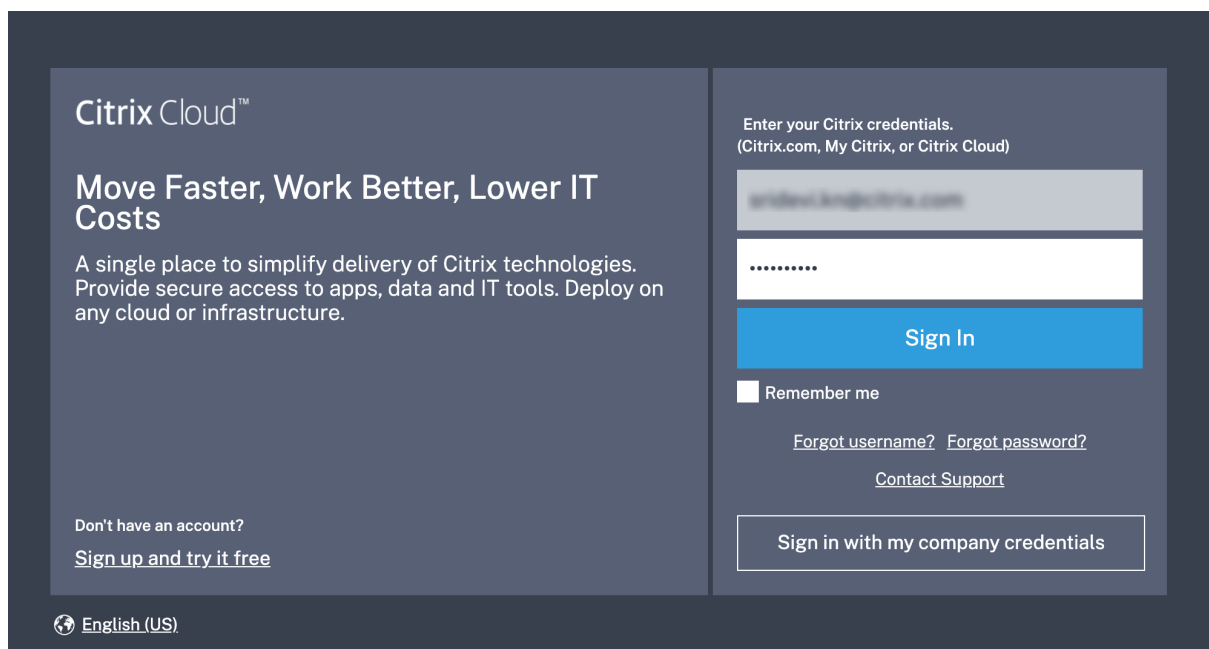 Citrix Cloud™
Move Faster, Work Better, Lower IT
Costs
A single place to simplify delivery of Citrix technologies.
Provide secure access to apps, data and IT tools. Deploy on
any cloud or infrastructure.
Don't have an account?
Sign up and try it free
Enter your Citrix credentials.
(Citrix.com, My Citrix, or Citrix Cloud)
••••••••••
Sign In
Remember me
Forgot username? Forgot password?
Contact Support
Sign in with my company credentials
English (US)